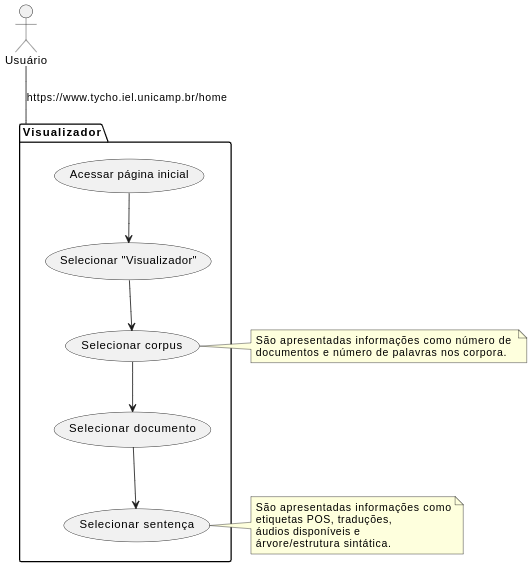 Usuário
https://www.tycho.iel.unicamp.br/home
Visualizador
Acessar página inicial
Selecionar "Visualizador"
Selecionar corpus
São apresentadas informações como número de
documentos e número de palavras nos corpora.
Selecionar documento
Selecionar sentença
São apresentadas informações como
etiquetas POS, traduções,
áudios disponíveis e
árvore/estrutura sintática.